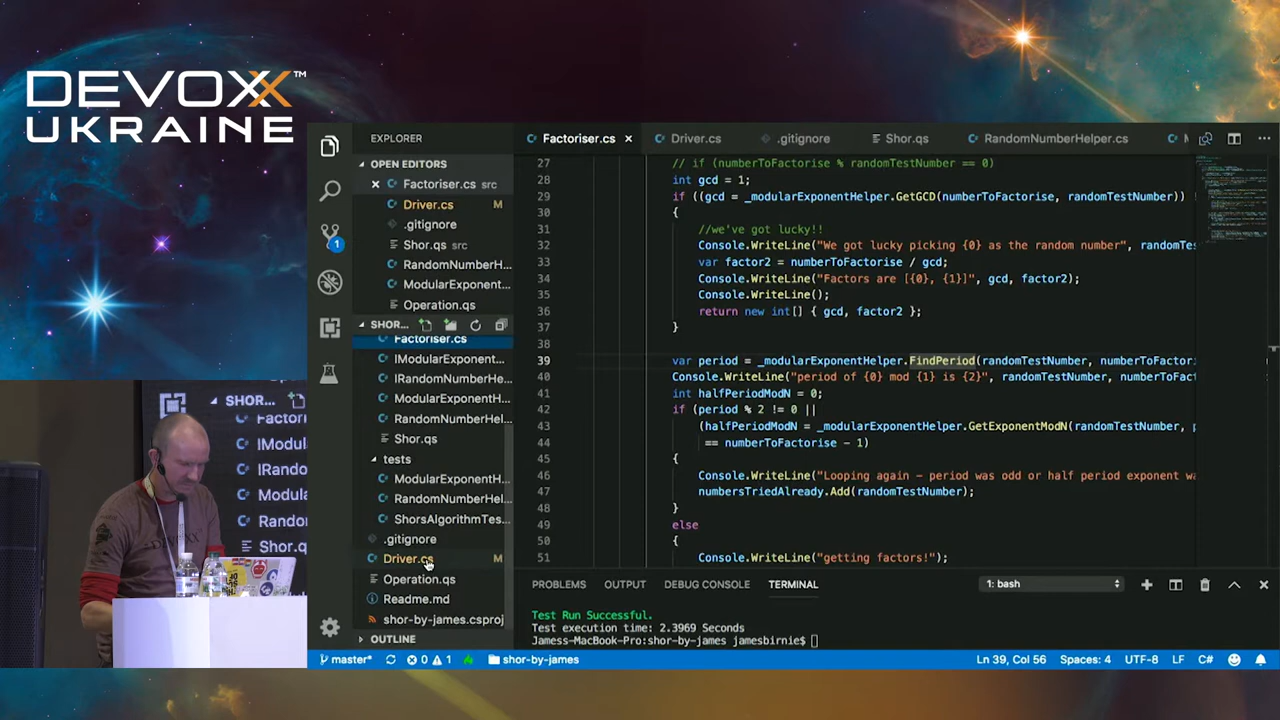 DEVOXX™
UKRAINE
EXPLORER
OPEN EDITORS
Factoriser.cs src
Driver.cs M
.gitignore
Shor.qs src
RandomNumberH...
ModularExponent...
Operation.qs
1
SHOR...
Factoriser.cs
IModularExponent...
IRandomNumberHe...
ModularExponentH...
RandomNumberHel...
Shor.qs
tests
ModularExponentH...
RandomNumberHel...
ShorsAlgorithmTes...
.gitignore
Driver.cs M
Operation.qs
Readme.md
shor-by-james.csproj
OUTLINE
Factoriser.cs Driver.cs .gitignore Shor.qs RandomNumberHelper.cs
27 // if (numberToFactorise % randomTestNumber == 0)
28 int gcd = 1;
29 if ((gcd = _modularExponentHelper.GetGCD(numberToFactorise, randomTestNumber))
30 {
31 //we've got lucky!!
32 Console.WriteLine("We got lucky picking {0} as the random number", randomTes
33 var factor2 = numberToFactorise / gcd;
34 Console.WriteLine("Factors are [{0}, {1}]", gcd, factor2);
35 Console.WriteLine();
36 return new int[] { gcd, factor2 };
37 }
38
39 var period = _modularExponentHelper.FindPeriod(randomTestNumber, numberToFactor
40 Console.WriteLine("period of {0} mod {1} is {2}", randomTestNumber, numberToFac
41 int halfPeriodModN = 0;
42 if (period % 2 != 0 ||
43 (halfPeriodModN = _modularExponentHelper.GetExponentModN(randomTestNumber, p
44 == numberToFactorise - 1)
45 {
46 Console.WriteLine("Looping again - period was odd or half period exponent wa
47 numbersTriedAlready.Add(randomTestNumber);
48 }
49 else
50 {
51 Console.WriteLine("getting factors!");
PROBLEMS OUTPUT DEBUG CONSOLE TERMINAL 1: bash
Test Run Successful.
Test execution time: 2.3969 Seconds
Jamess-MacBook-Pro:shor-by-james jamesbirnie$
master* 0 1 shor-by-james Ln 39, Col 56 Spaces: 4 UTF-8 LF C#
SHOR...
Factori
IModul
IRando
Modula
Random
Shor.q